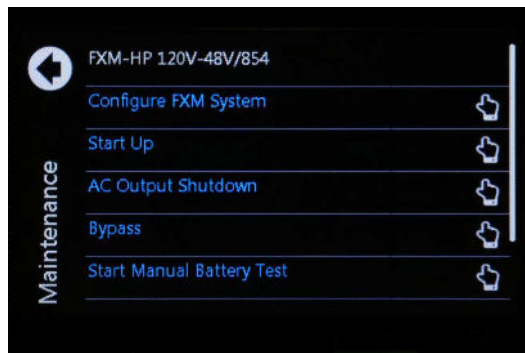 FXM-HP 120V-48V/854
Configure FXM System
Start Up
AC Output Shutdown
Bypass
Start Manual Battery Test
Maintenance